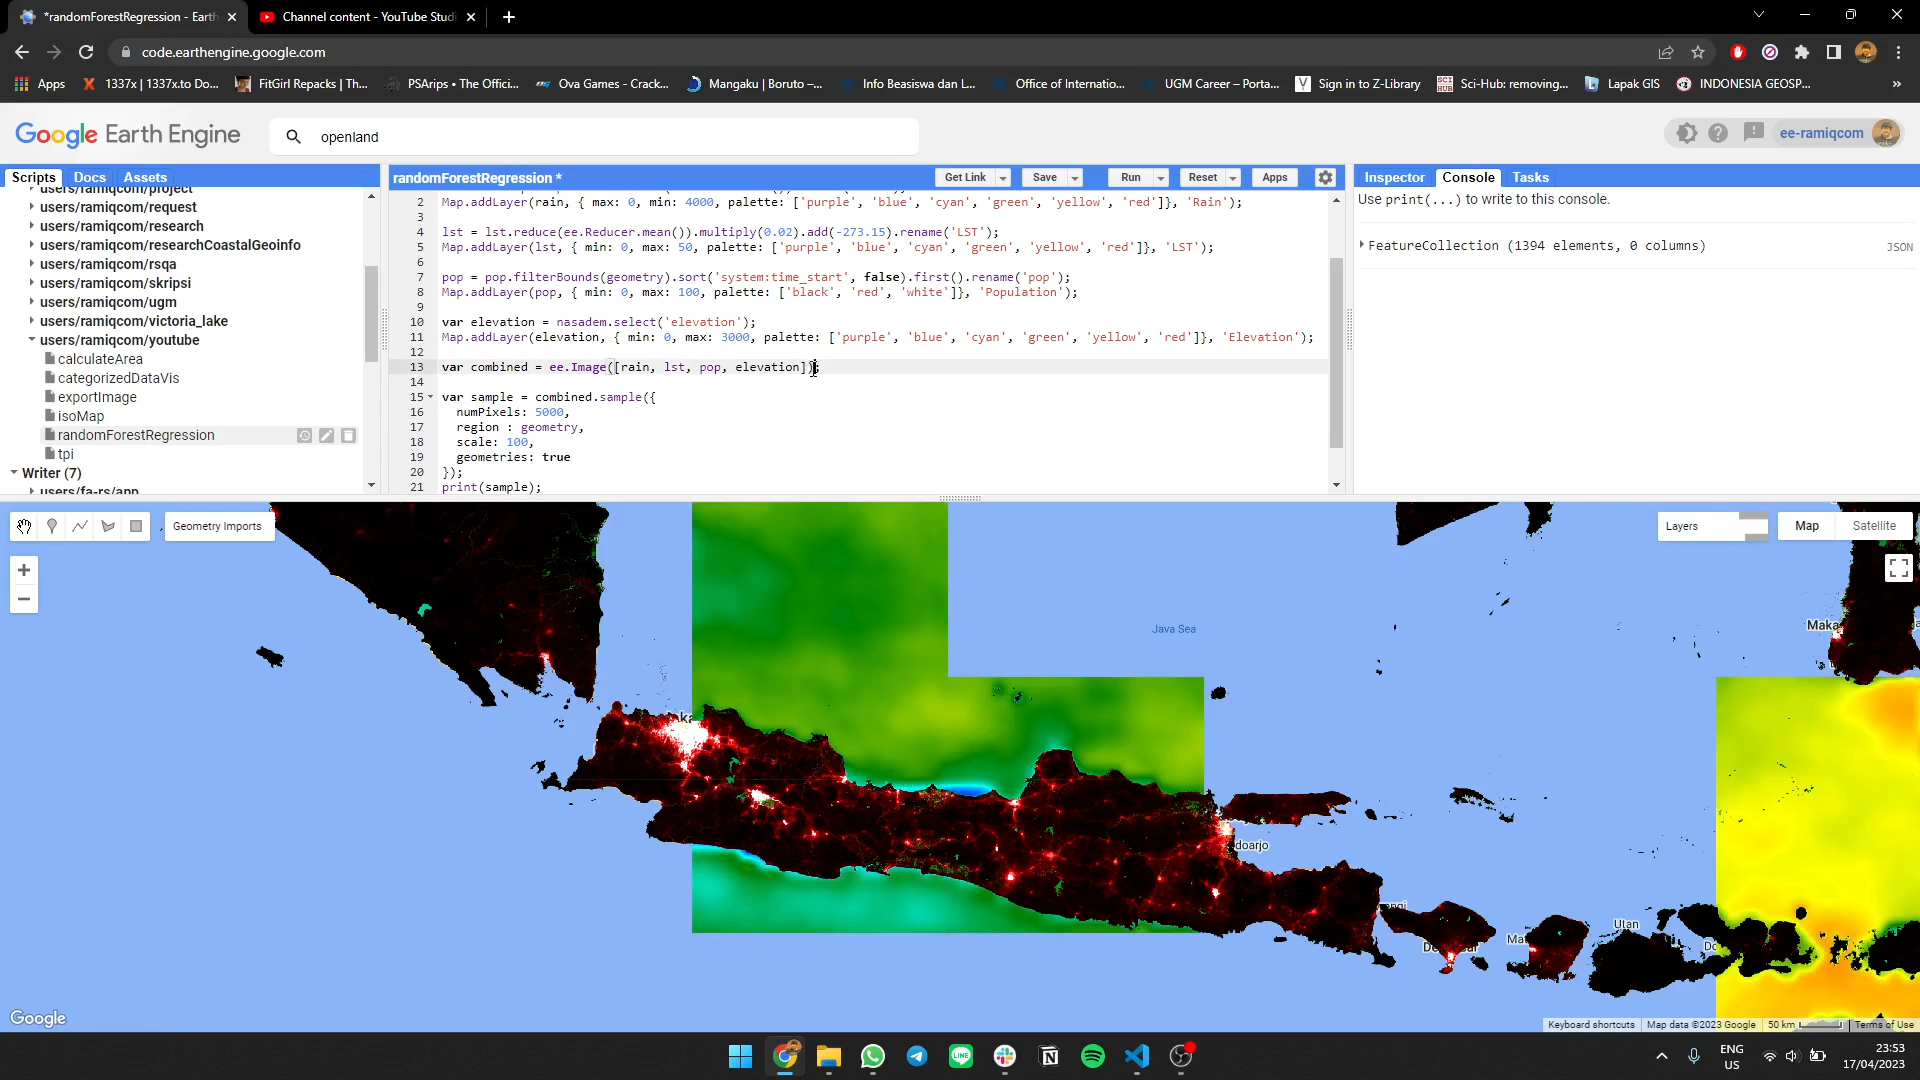 *randomForestRegression - Earth
Channel content - YouTube Studi
code.earthengine.google.com
Apps
1337x | 1337x.to Do...
FitGirl Repacks | Th...
PSArips • The Offici...
Ova Games - Crack...
Mangaku | Boruto –...
Info Beasiswa dan L...
Office of Internatio...
UGM Career – Porta...
Sign in to Z-Library
Sci-Hub: removing...
Lapak GIS
INDONESIA GEOSP...
Google Earth Engine
openland
ee-ramiqcom
Scripts
Docs
Assets
users/ramiqcom/project
users/ramiqcom/request
users/ramiqcom/research
users/ramiqcom/researchCoastalGeoinfo
users/ramiqcom/rsqa
users/ramiqcom/skripsi
users/ramiqcom/ugm
users/ramiqcom/victoria_lake
users/ramiqcom/youtube
calculateArea
categorizedDataVis
exportImage
isoMap
randomForestRegression
tpi
Writer (7)
users/fa-rs/app
randomForestRegression *
Get Link
Save
Run
Reset
Apps
2 Map.addLayer(rain, { max: 0, min: 4000, palette: ['purple', 'blue', 'cyan', 'green', 'yellow', 'red']}, 'Rain');
3
4 lst = lst.reduce(ee.Reducer.mean()).multiply(0.02).add(-273.15).rename('LST');
5 Map.addLayer(lst, { min: 0, max: 50, palette: ['purple', 'blue', 'cyan', 'green', 'yellow', 'red']}, 'LST');
6
7 pop = pop.filterBounds(geometry).sort('system:time_start', false).first().rename('pop');
8 Map.addLayer(pop, { min: 0, max: 100, palette: ['black', 'red', 'white']}, 'Population');
9
10 var elevation = nasadem.select('elevation');
11 Map.addLayer(elevation, { min: 0, max: 3000, palette: ['purple', 'blue', 'cyan', 'green', 'yellow', 'red']}, 'Elevation');
12
13 var combined = ee.Image([rain, lst, pop, elevation]);
14
15 var sample = combined.sample({
16 numPixels: 5000,
17 region : geometry,
18 scale: 100,
19 geometries: true
20 });
21 print(sample);
Inspector
Console
Tasks
Use print(...) to write to this console.
FeatureCollection (1394 elements, 0 columns)
JSON
Geometry Imports
Layers
Map
Satellite
Java Sea
Maka
ka
doarjo
Utan
Mat
Google
Keyboard shortcuts
Map data ©2023 Google
50 km
Terms of Use
ENG
US
23:53
17/04/2023